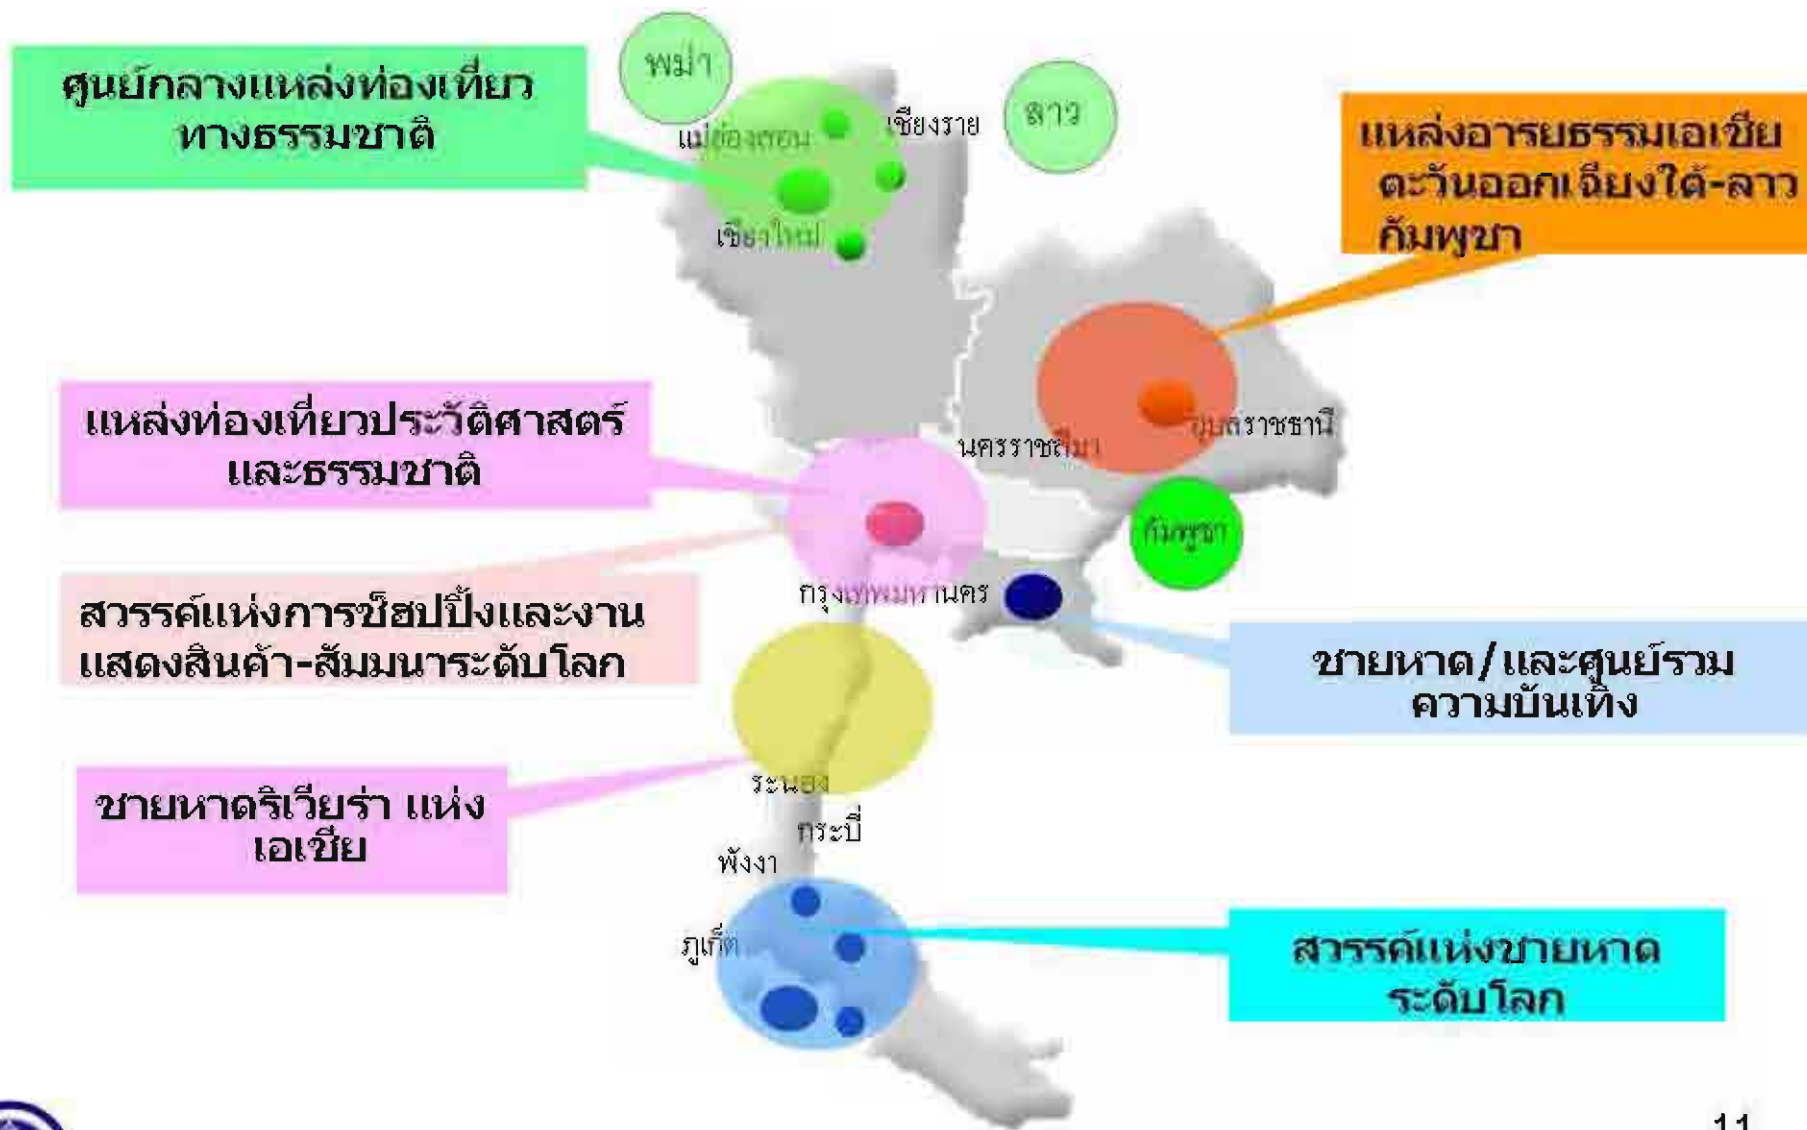 พม่า
ศูนย์กลางแหล่งท่องเที่ยว
ทางธรรมชาติ
ลาว
เชียงราย
แม่ฮ่องสอน
แหล่งอารยธรรมเอเชีย
ตะวันออกเฉียงใต้-ลาว
กัมพูชา
เชียงใหม่
แหล่งท่องเที่ยวประวัติศาสตร์
และธรรมชาติ
อุบลราชธานี
นครราชสีมา
กัมพูชา
กรุงเทพมหานคร
สวรรค์แห่งการช็อปปิ้งและงาน
แสดงสินค้า-สัมมนาระดับโลก
ชายหาด/และศูนย์รวม
ความบันเทิง
ระนอง
ชายหาดริเวียร่า แห่ง
เอเชีย
กระบี่
พังงา
ภูเก็ต
สวรรค์แห่งชายหาด
ระดับโลก
11